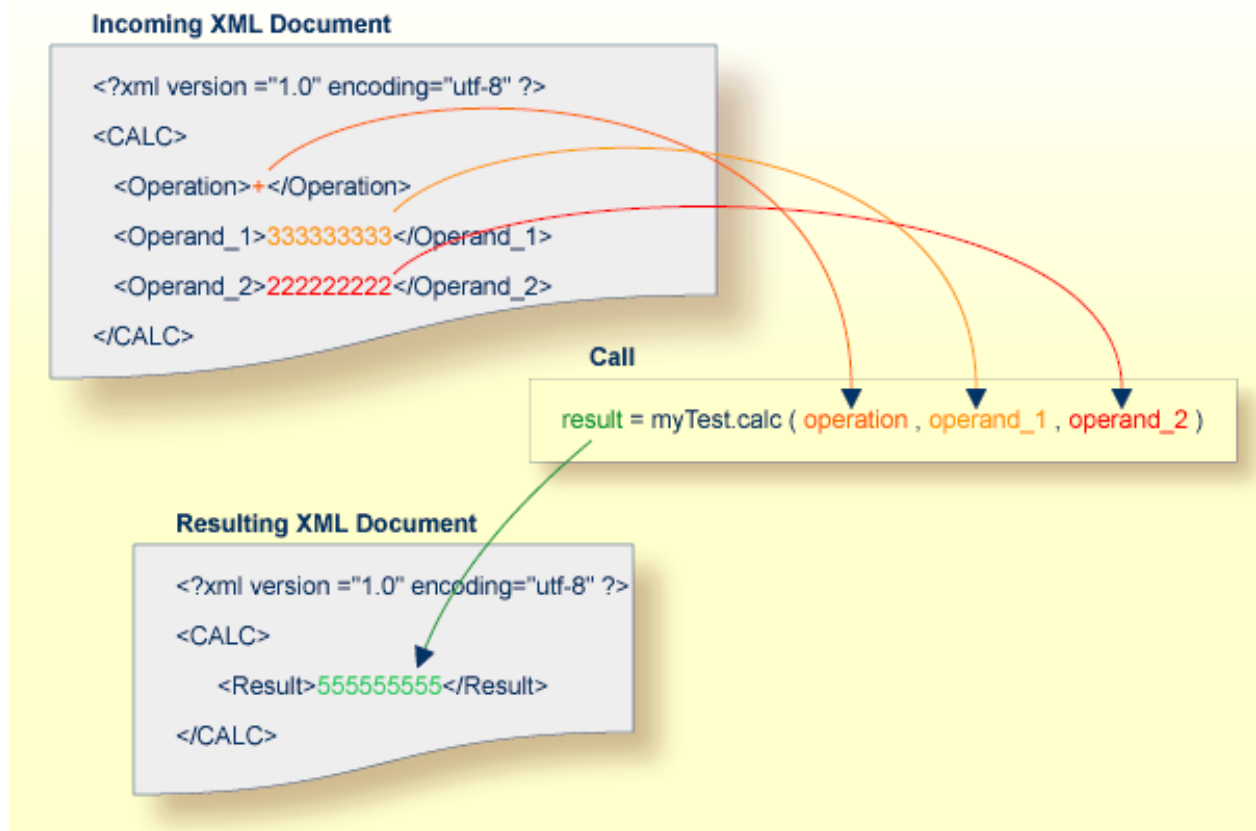 Incoming XML Document
<?xml version ="1.0" encoding="utf-8" ?>
<CALC>
<Operation>+</Operation>
<Operand_1>333333333</Operand_1>
<Operand_2>222222222</Operand_2>
</CALC>
Call
result = myTest.calc ( operation , operand_1 , operand_2 )
Resulting XML Document
<?xml version ="1.0" encoding="utf-8" ?>
<CALC>
<Result>555555555</Result>
</CALC>